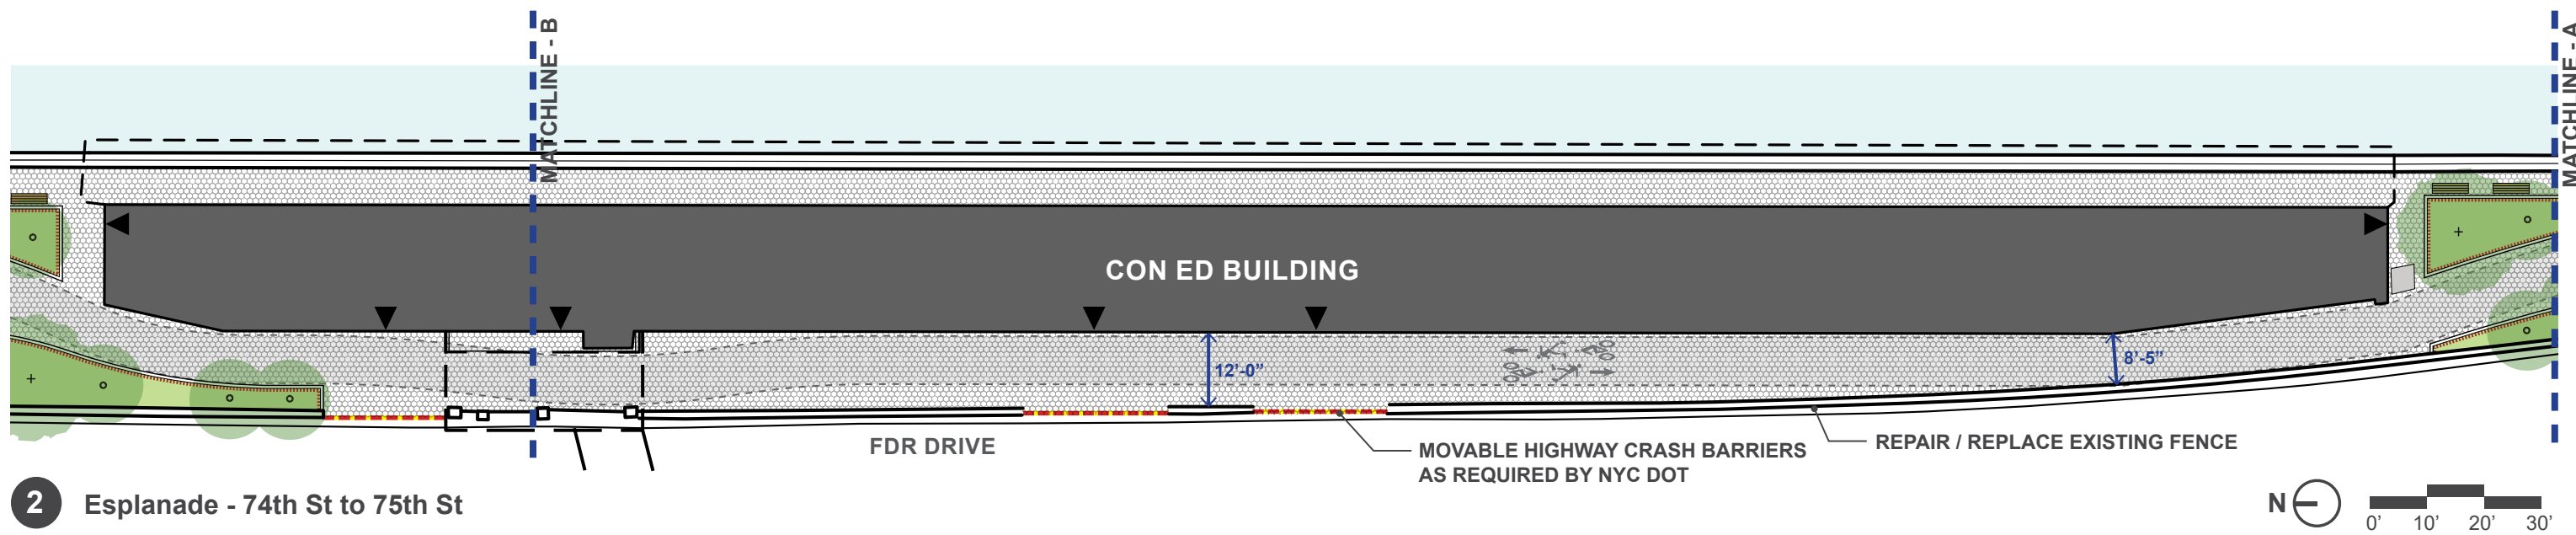 MATCHLINE - B
MATCHLINE - A
CON ED BUILDING
12’-0”
8’-5”
FDR DRIVE
MOVABLE HIGHWAY CRASH BARRIERS
AS REQUIRED BY NYC DOT
REPAIR / REPLACE EXISTING FENCE
2 Esplanade - 74th St to 75th St
N
0’ 10’ 20’ 30’